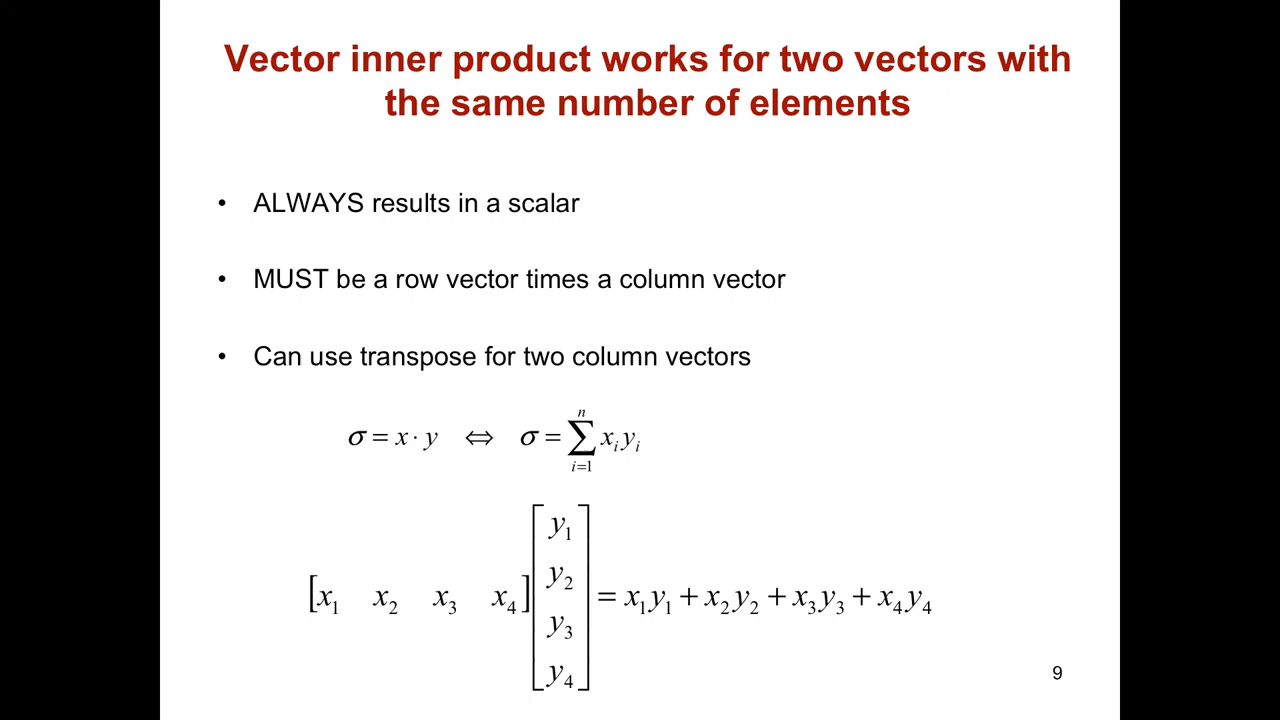 Vector inner product works for two vectors with
the same number of elements
• ALWAYS results in a scalar
• MUST be a row vector times a column vector
• Can use transpose for two column vectors
σ = x · y ⇔ σ = ∑_{i=1}^{n} x_i y_i
[x₁ x₂ x₃ x₄] [y₁ y₂ y₃ y₄] = x₁y₁ + x₂y₂ + x₃y₃ + x₄y₄
9